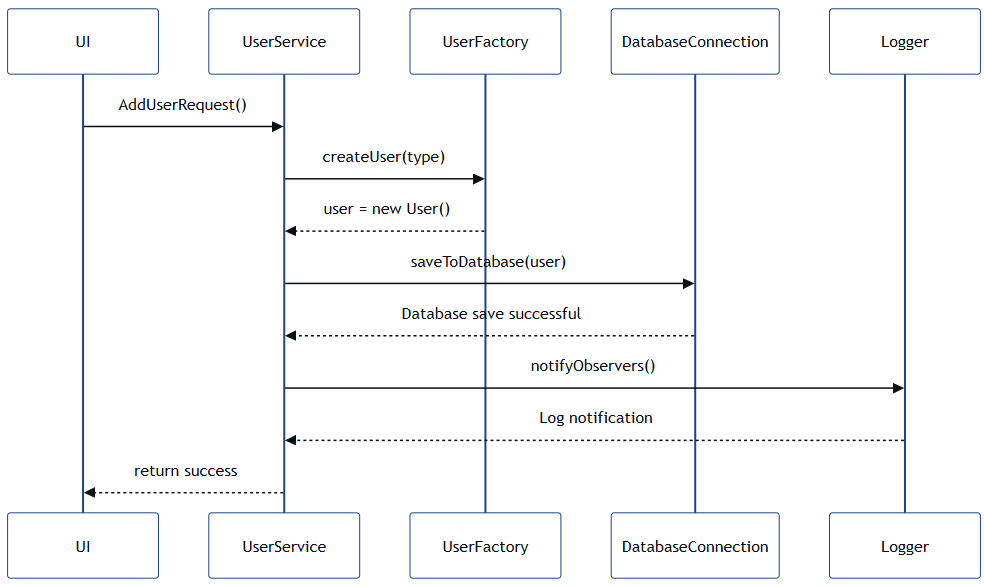 UI
UserService
UserFactory
DatabaseConnection
Logger
AddUserRequest()
createUser(type)
user = new User()
saveToDatabase(user)
Database save successful
notifyObservers()
Log notification
return success
UI
UserService
UserFactory
DatabaseConnection
Logger